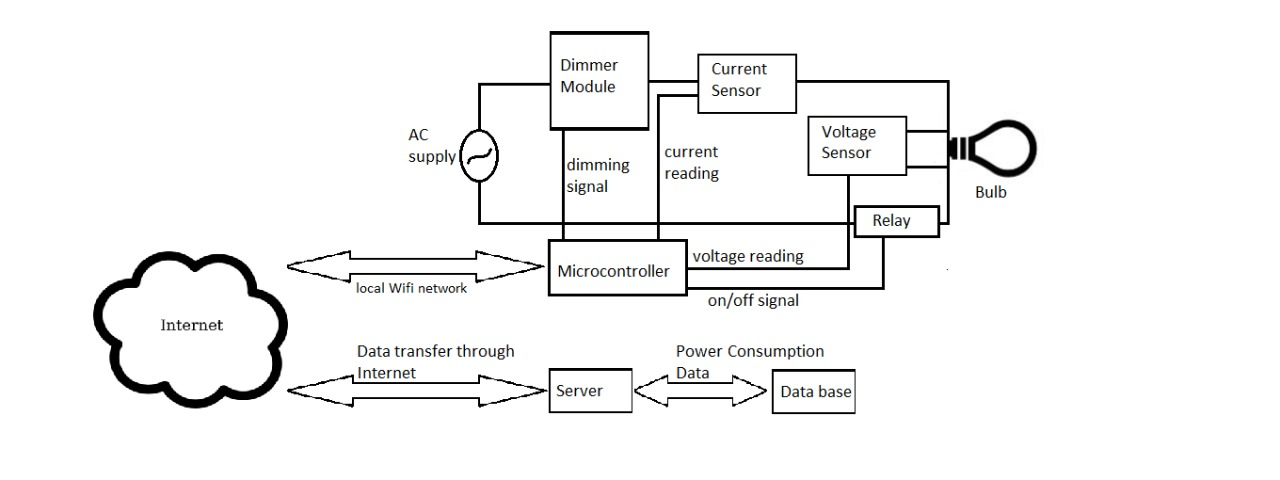 Dimmer
Module
Current
Sensor
AC
supply
Voltage
Sensor
dimming
signal
current
reading
Bulb
Relay
Microcontroller
voltage reading
on/off signal
local Wifi network
Internet
Data transfer through
Internet
Server
Power Consumption
Data
Data base